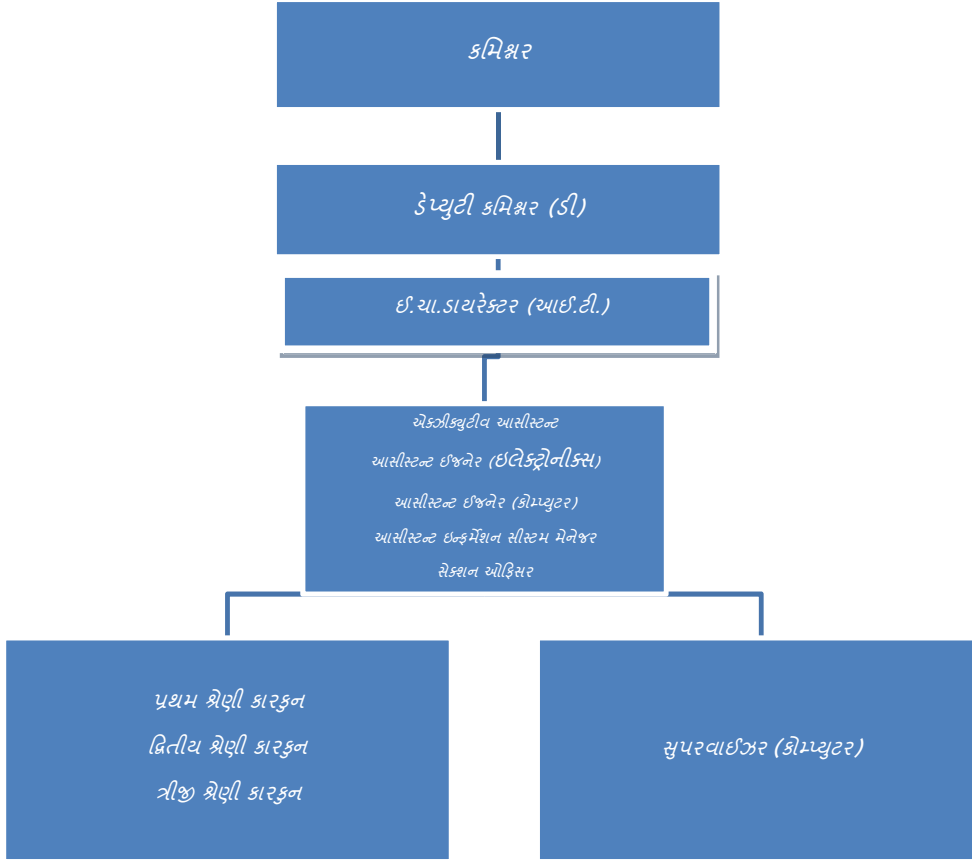 કમિશ્નર
ડેપ્યુટી કમિશ્નર (ડી)
ઈ.ચા.ડાયરેક્ટર (આઈ.ટી.)
એકઝીક્યુટીવ આસીસ્ટન્ટ
આસીસ્ટન્ટ ઈજનેર (ઇલેક્ટ્રોનીક્સ)
આસીસ્ટન્ટ ઈજનેર (કોમ્પ્યુટર)
આસીસ્ટન્ટ ઇન્ફર્મેશન સીસ્ટમ મેનેજર
સેક્શન ઓફિસર
પ્રથમ શ્રેણી કારકુન
દ્વિતીય શ્રેણી કારકુન
ત્રીજી શ્રેણી કારકુન
સુપરવાઈઝર (કોમ્પ્યુટર)